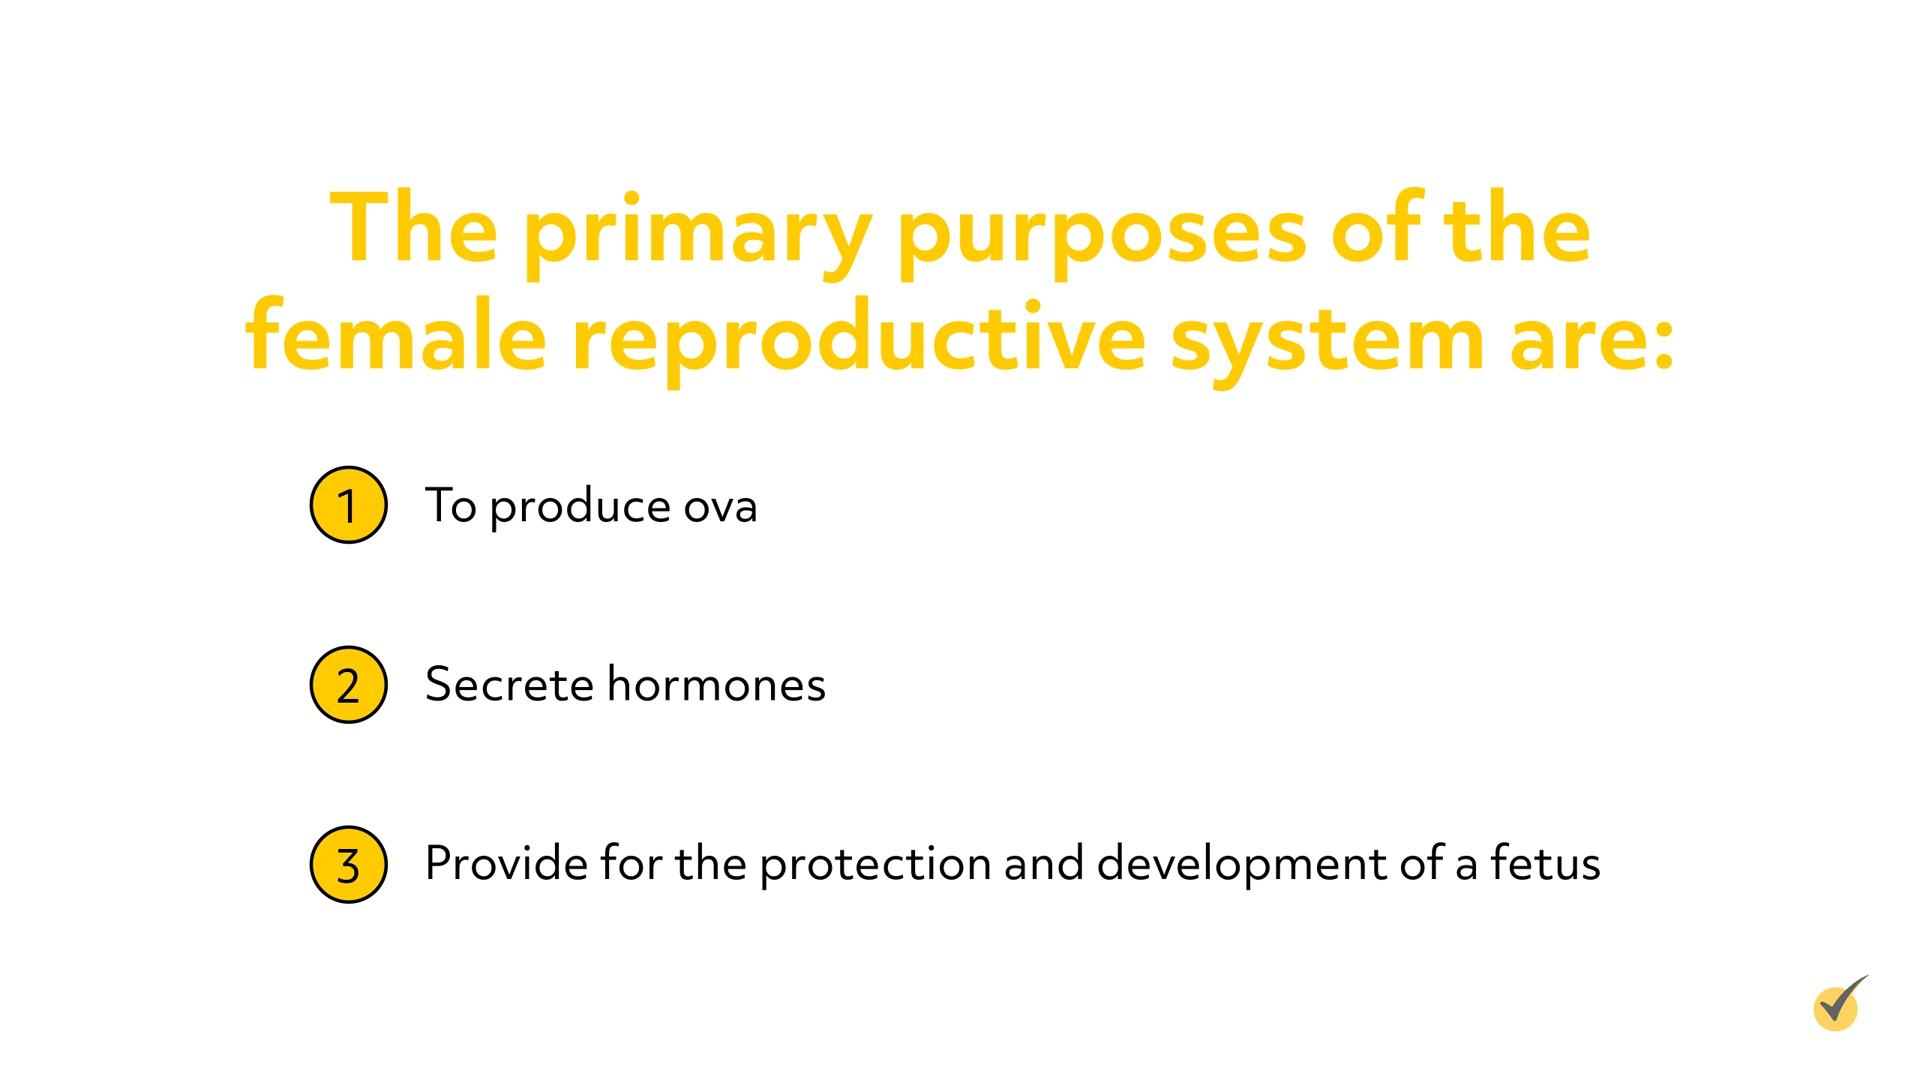 The primary purposes of the
female reproductive system are:
1 To produce ova
2 Secrete hormones
3 Provide for the protection and development of a fetus